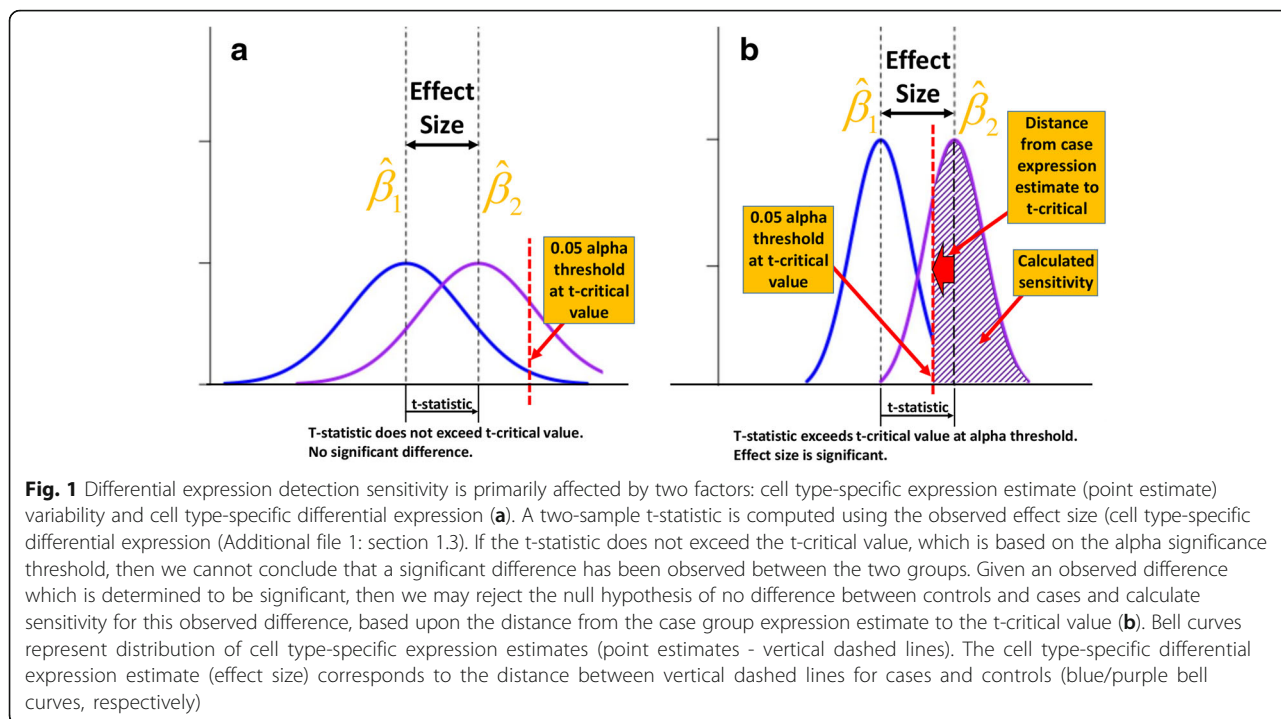 a
Effect
Size
β̂1
β̂2
0.05 alpha
threshold
at t-critical
value
t-statistic
T-statistic does not exceed t-critical value.
No significant difference.
b
Effect
Size
β̂1
β̂2
Distance
from case
expression
estimate to
t-critical
0.05 alpha
threshold
at t-critical
value
Calculated
sensitivity
t-statistic
T-statistic exceeds t-critical value at alpha threshold.
Effect size is significant.
Fig. 1 Differential expression detection sensitivity is primarily affected by two factors: cell type-specific expression estimate (point estimate)
variability and cell type-specific differential expression (a). A two-sample t-statistic is computed using the observed effect size (cell type-specific
differential expression (Additional file 1: section 1.3). If the t-statistic does not exceed the t-critical value, which is based on the alpha significance
threshold, then we cannot conclude that a significant difference has been observed between the two groups. Given an observed difference
which is determined to be significant, then we may reject the null hypothesis of no difference between controls and cases and calculate
sensitivity for this observed difference, based upon the distance from the case group expression estimate to the t-critical value (b). Bell curves
represent distribution of cell type-specific expression estimates (point estimates - vertical dashed lines). The cell type-specific differential
expression estimate (effect size) corresponds to the distance between vertical dashed lines for cases and controls (blue/purple bell
curves, respectively)